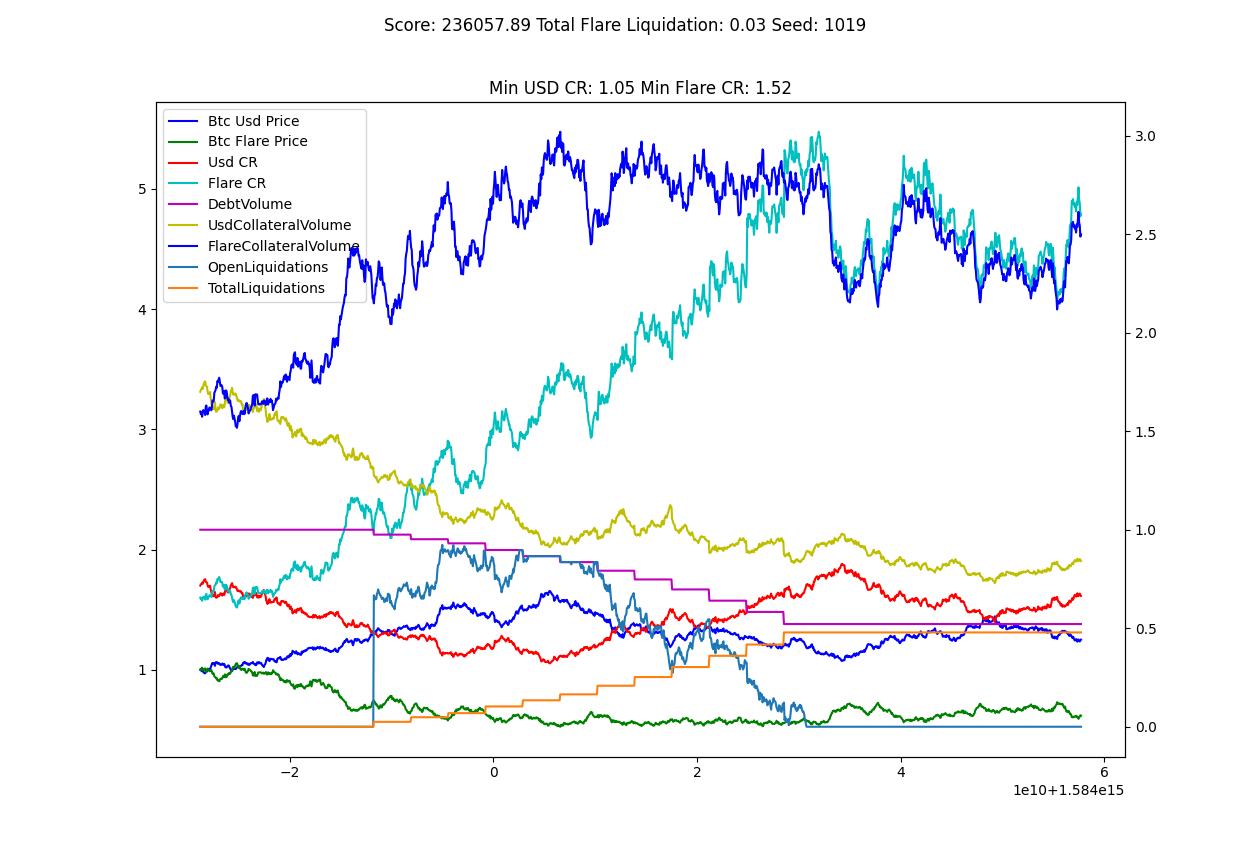 Score: 236057.89 Total Flare Liquidation: 0.03 Seed: 1019
Min USD CR: 1.05 Min Flare CR: 1.52
Btc Usd Price
Btc Flare Price
Usd CR
Flare CR
DebtVolume
UsdCollateralVolume
FlareCollateralVolume
OpenLiquidations
TotalLiquidations
5
4
3
2
1
3.0
2.5
2.0
1.5
1.0
0.5
0.0
−2 0 2 4 6
1e10+1.584e15